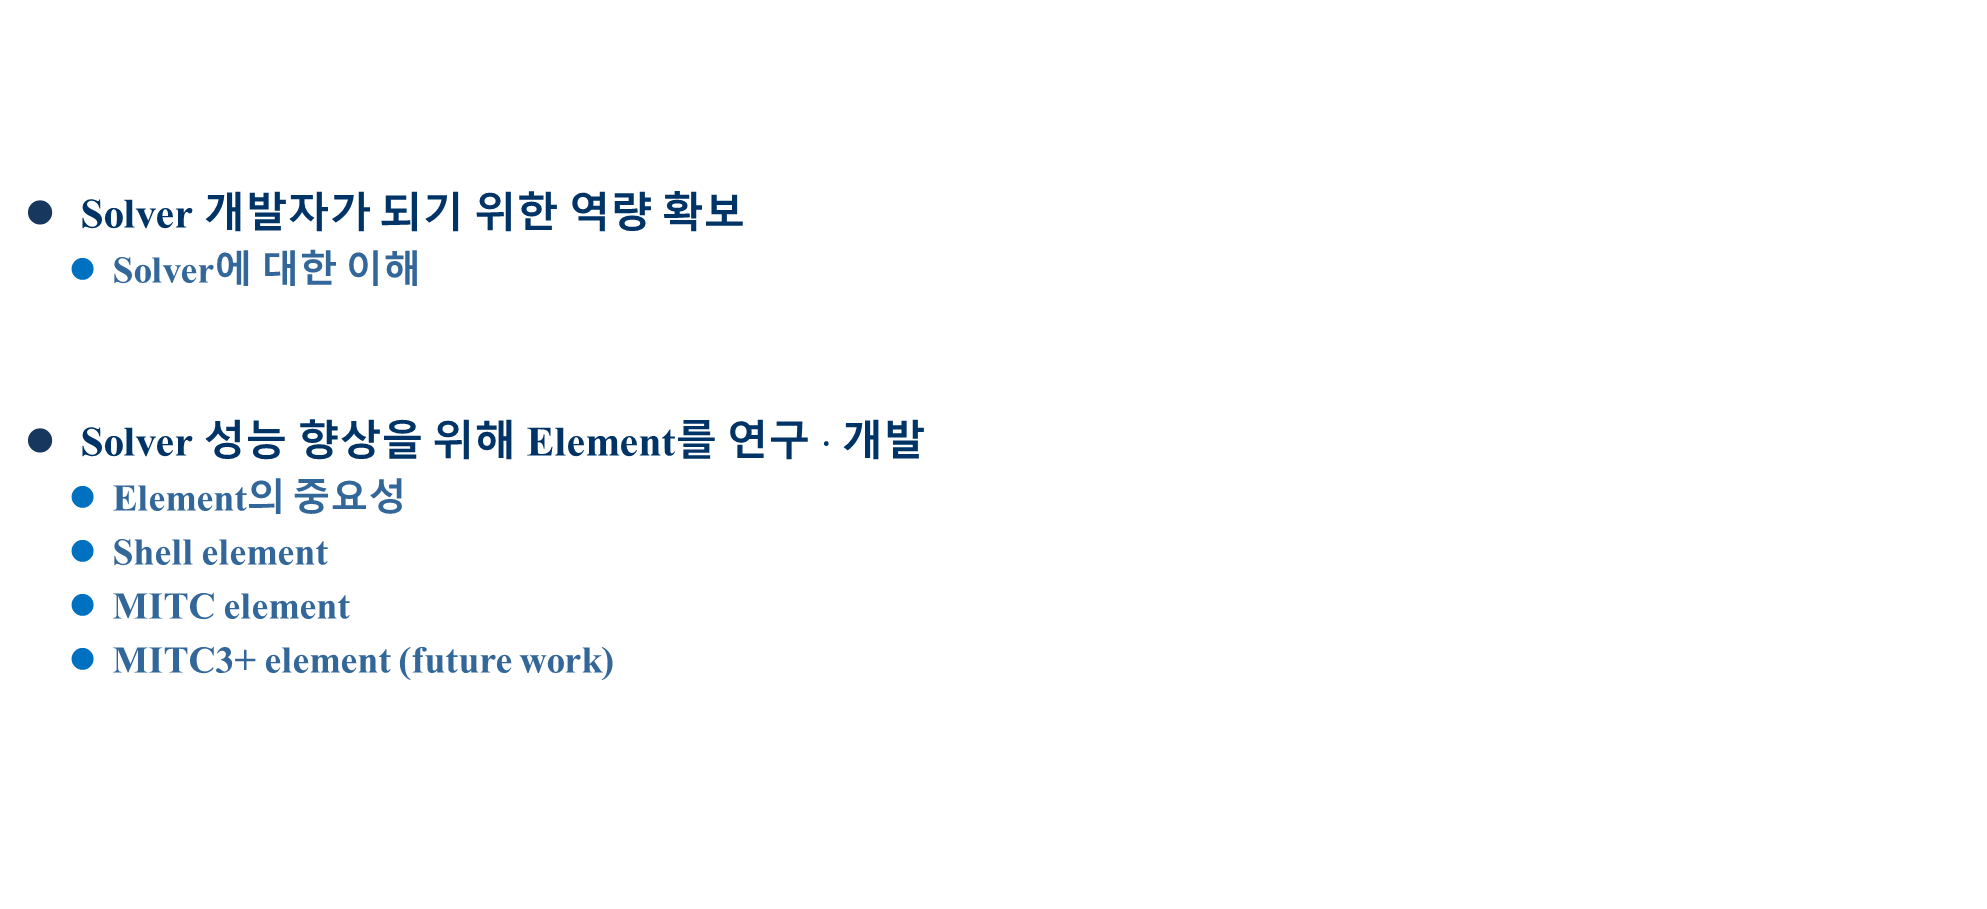 ● Solver 개발자가 되기 위한 역량 확보
● Solver에 대한 이해
● Solver 성능 향상을 위해 Element를 연구 · 개발
● Element의 중요성
● Shell element
● MITC element
● MITC3+ element (future work)